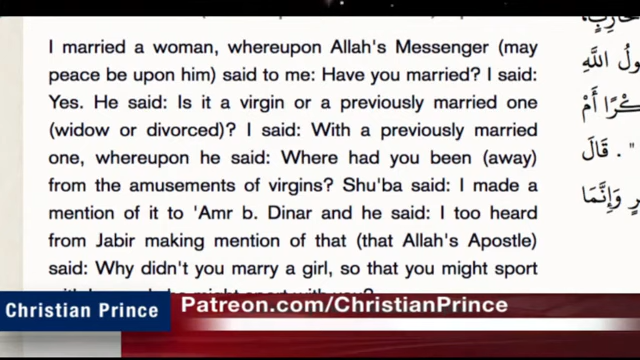 I married a woman, whereupon Allah's Messenger (may
peace be upon him) said to me: Have you married? I said:
Yes. He said: Is it a virgin or a previously married one
(widow or divorced)? I said: With a previously married
one, whereupon he said: Where had you been (away)
from the amusements of virgins? Shu'ba said: I made a
mention of it to 'Amr b. Dinar and he said: I too heard
from Jabir making mention of that (that Allah's Apostle)
said: Why didn't you marry a girl, so that you might sport
اللَّهِ
أَمْ
" . قَالَ
وَإِنَّمَا
Christian Prince
Patreon.com/ChristianPrince